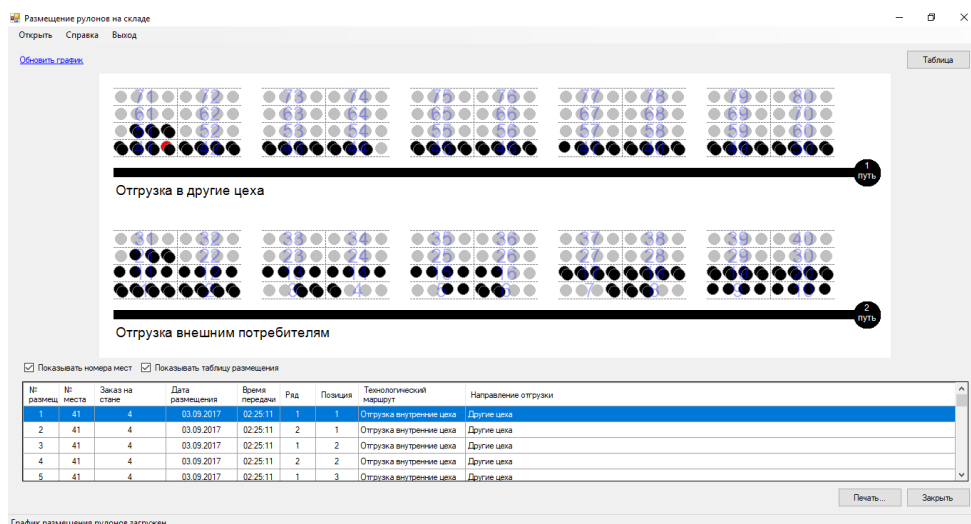 Размещение рулонов на складе
Открыть Справка Выход
Обновить график
Таблица
71 72 73 74 75 76 77 78 79 80
61 62 63 64 65 66 67 68 69 70
52 53 54 55 56 57 58 59 60
1
путь
Отгрузка в другие цеха
31 32 33 34 35 36 37 38 39 40
22 23 24 25 26 27 28 29 30
2
путь
Отгрузка внешним потребителям
Показывать номера мест Показывать таблицу размещения
№ размещ № места Заказ на стане Дата размещения Время передачи Ряд Позиция Технологический маршрут Направление отгрузки
1 41 4 03.09.2017 02:25:11 1 1 Отгрузка внутренние цеха Другие цеха
2 41 4 03.09.2017 02:25:11 2 1 Отгрузка внутренние цеха Другие цеха
3 41 4 03.09.2017 02:25:11 1 2 Отгрузка внутренние цеха Другие цеха
4 41 4 03.09.2017 02:25:11 2 2 Отгрузка внутренние цеха Другие цеха
5 41 4 03.09.2017 02:25:11 1 3 Отгрузка внутренние цеха Другие цеха
Печать... Закрыть
График размещения рулонов загружен